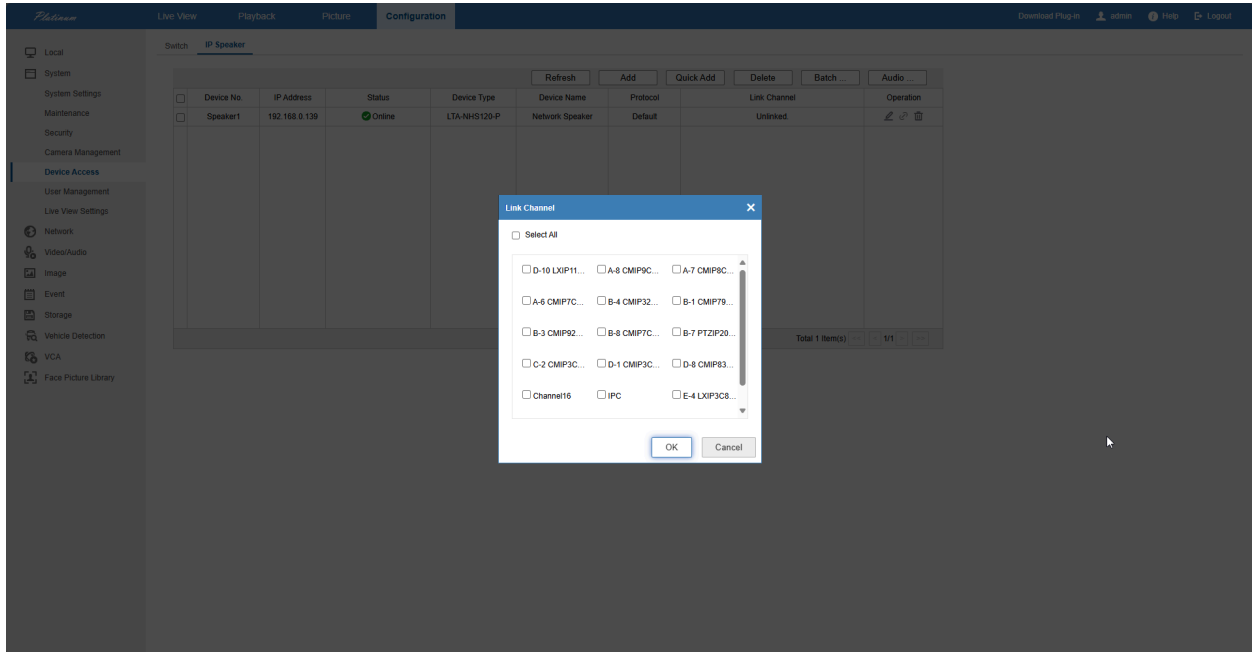 Platinum Live View Playback Picture Configuration Download Plug-in admin Help Logout
Local
System
System Settings
Maintenance
Security
Camera Management
Device Access
User Management
Live View Settings
Network
Video/Audio
Image
Event
Storage
Vehicle Detection
VCA
Face Picture Library
Switch IP Speaker
Refresh Add Quick Add Delete Batch ... Audio ...
Device No. IP Address Status Device Type Device Name Protocol Link Channel Operation
Speaker1 192.168.0.139 Online LTA-NHS120-P Network Speaker Default Unlinked
Link Channel
Select All
D-10 LXIP11... A-8 CMIP9C... A-7 CMIP8C...
A-6 CMIP7C... B-4 CMIP32... B-1 CMIP79...
B-3 CMIP92... B-8 CMIP7C... B-7 PTZIP20...
C-2 CMIP3C... D-1 CMIP3C... D-8 CMIP83...
Channel16 IPC E-4 LXIP3C8...
OK Cancel
Total 1 Item(s) << < 1/1 > >>